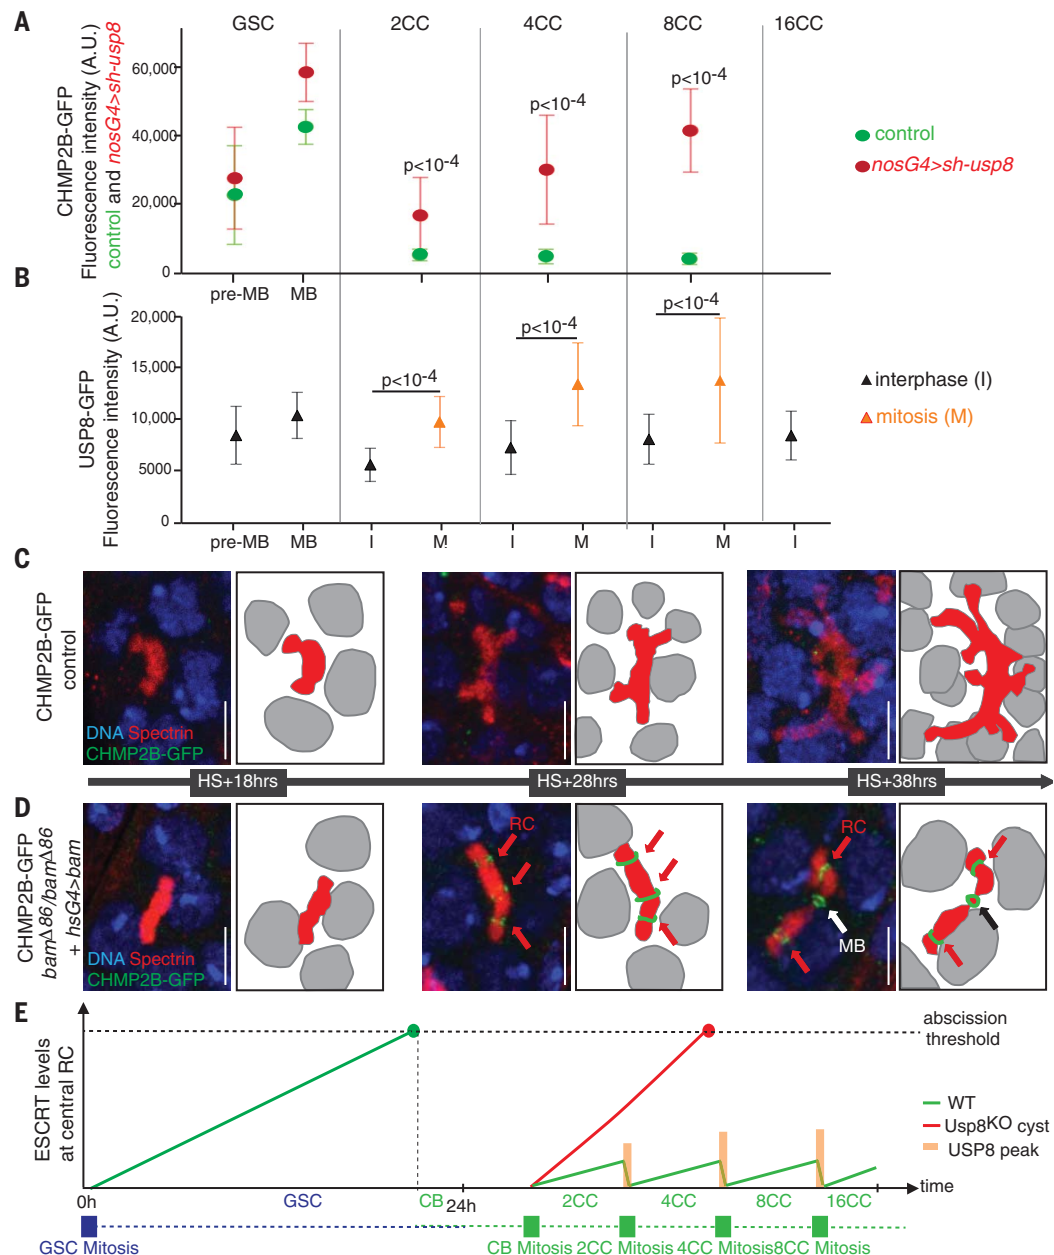 A
GSC
2CC
4CC
8CC
16CC
CHMP2B-GFP
Fluorescence intensity (A.U.)
control and nosG4>sh-usp8
60,000
40,000
20,000
0
p<10-4
p<10-4
p<10-4
control
nosG4>sh-usp8
pre-MB
MB
B
USP8-GFP
Fluorescence intensity (A.U.)
20,000
15,000
10,000
5000
0
p<10-4
p<10-4
p<10-4
interphase (I)
mitosis (M)
pre-MB
MB
I
M
I
M
I
M
I
C
CHMP2B-GFP
control
DNA Spectrin
CHMP2B-GFP
HS+18hrs
HS+28hrs
HS+38hrs
D
CHMP2B-GFP
bamΔ86/bamΔ86
+ hsG4>bam
DNA Spectrin
CHMP2B-GFP
RC
RC
MB
E
ESCRT levels
at central RC
abscission
threshold
WT
Usp8KO cyst
USP8 peak
0h
GSC
CB
24h
2CC
4CC
8CC
16CC
time
GSC Mitosis
CB Mitosis
2CC Mitosis
4CC Mitosis
8CC Mitosis